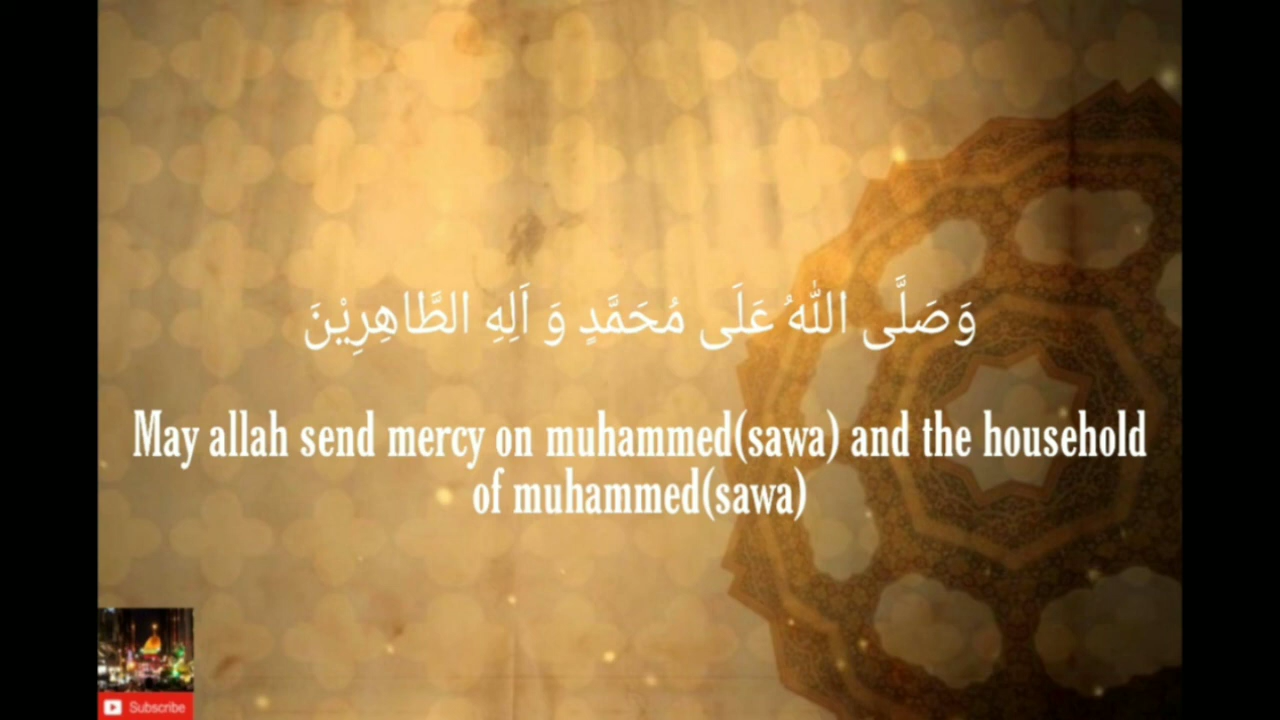 وَصَلَّى اللّٰهُ عَلَى مُحَمَّدٍ وَ اَلِهِ الطَّاهِرِيْنَ
May allah send mercy on muhammed(sawa) and the household
of muhammed(sawa)
Subscribe